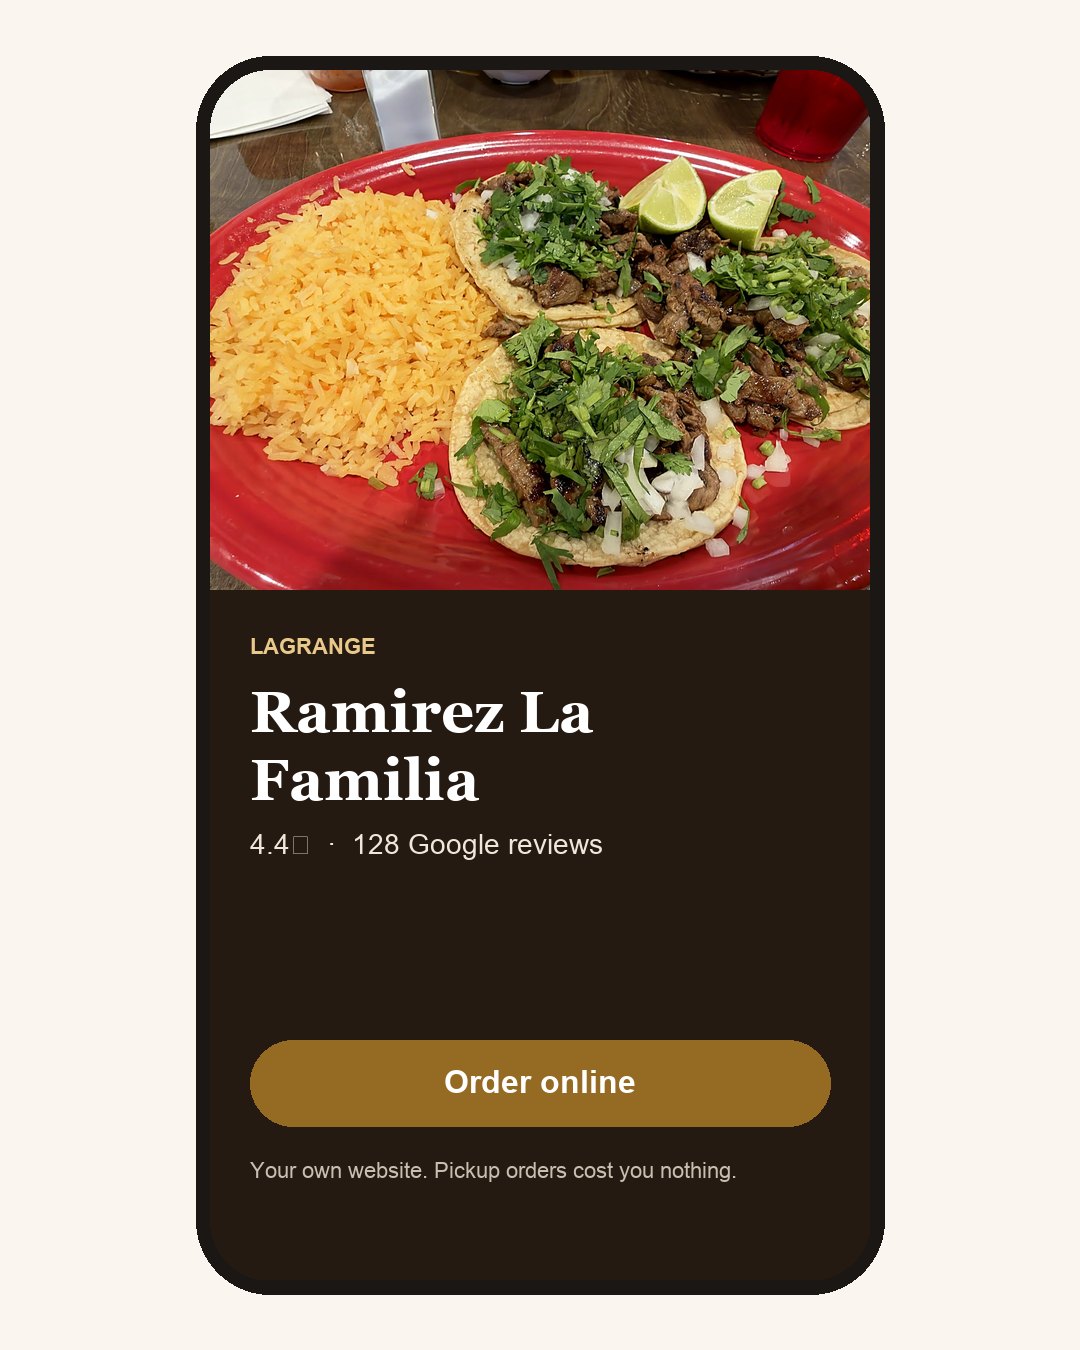 LAGRANGE
Ramirez La
Familia
4.4□ · 128 Google reviews
Order online
Your own website. Pickup orders cost you nothing.